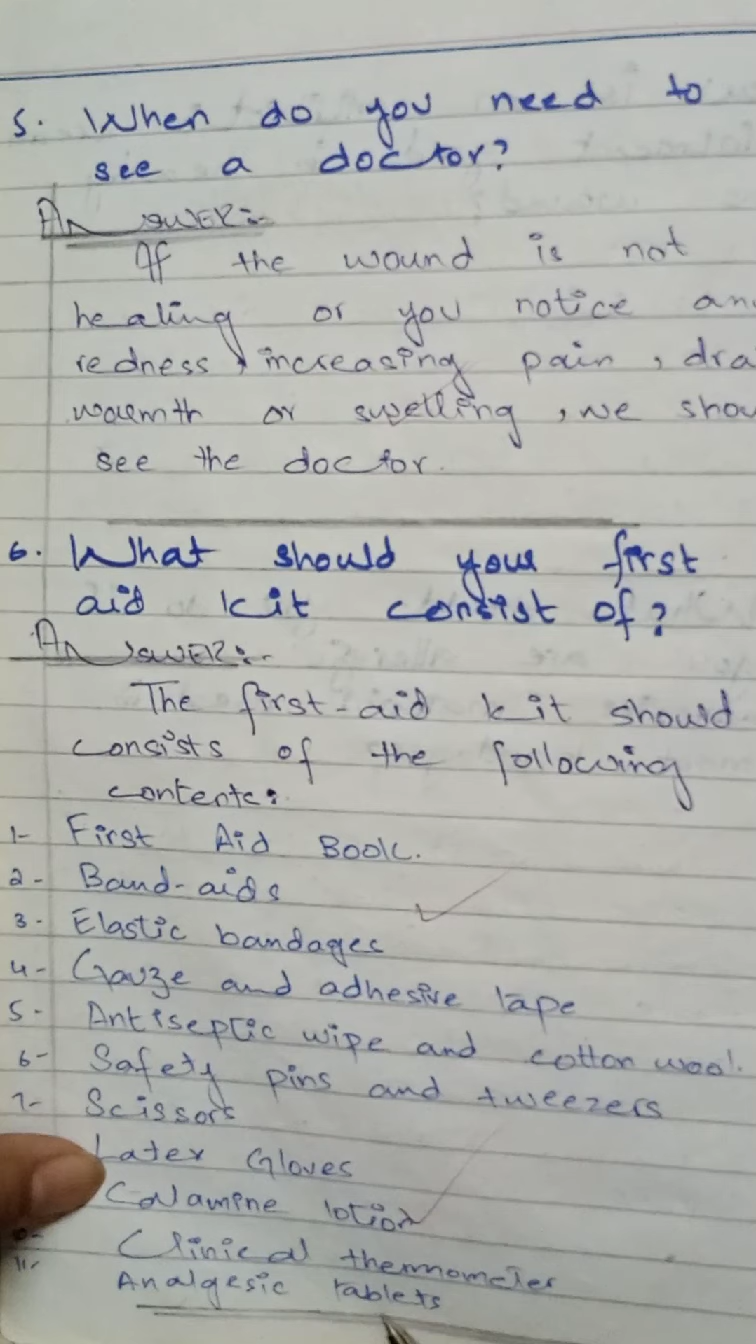 5. When do you need to
see a doctor?
Answer:-
If the wound is not
healing or you notice an
redness, increasing pain, dra
warmth or swelling, we shou
see the doctor.
6. What should your first
aid kit consist of?
Answer:-
The first-aid kit should
consists of the following
contents:
1- First Aid Book.
2- Band-aids
3- Elastic bandages
4- Gauze and adhesive tape
5- Antiseptic wipe and cotton wool.
6- Safety pins and tweezers
7- Scissors
Latex Gloves
Calamine lotion
Clinical thermometer
11- Analgesic tablets